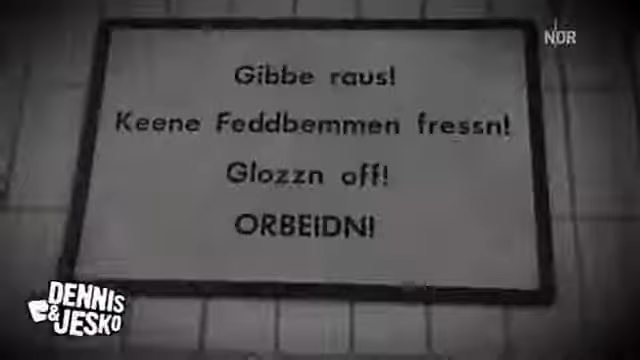 NDR
Gibbe raus!
Keene Feddbemmen fressn!
Glozzn off!
ORBEIDN!
DENNIS
& JESKO